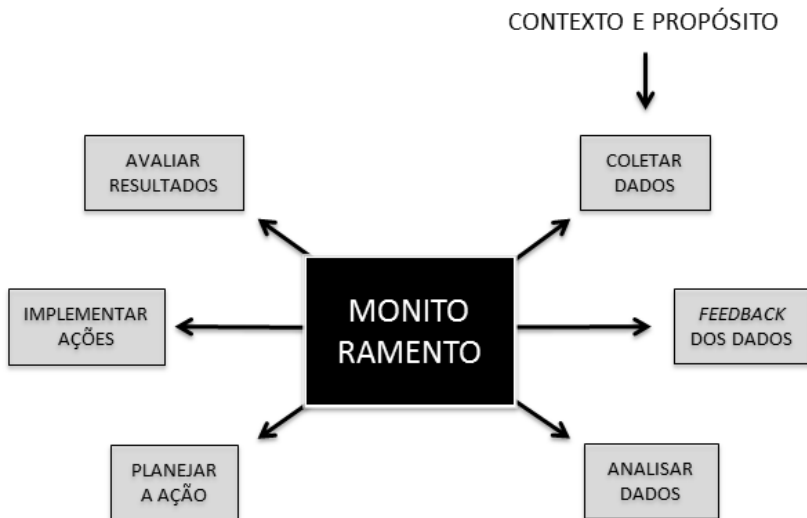 CONTEXTO E PROPÓSITO
AVALIAR
RESULTADOS
COLETAR
DADOS
IMPLEMENTAR
AÇÕES
MONITO
RAMENTO
FEEDBACK
DOS DADOS
PLANEJAR
A AÇÃO
ANALISAR
DADOS